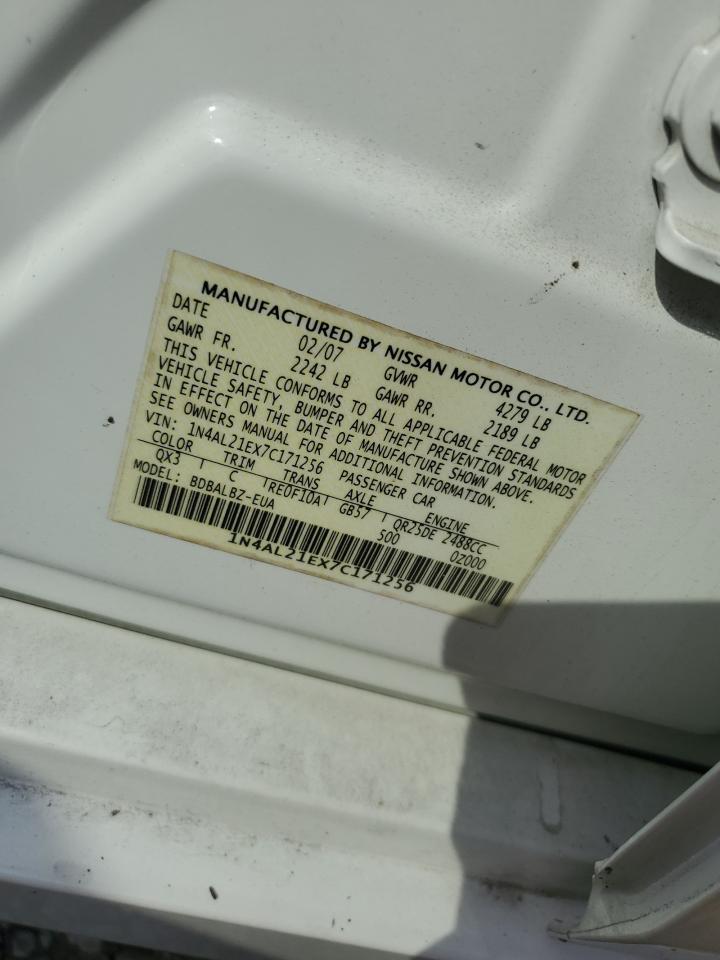 MANUFACTURED BY NISSAN MOTOR CO., LTD.
DATE 02/07 GVWR 4279 LB
GAWR FR. 2242 LB GAWR RR. 2189 LB
THIS VEHICLE CONFORMS TO ALL APPLICABLE FEDERAL MOTOR
VEHICLE SAFETY, BUMPER AND THEFT PREVENTION STANDARDS
IN EFFECT ON THE DATE OF MANUFACTURE SHOWN ABOVE.
SEE OWNERS MANUAL FOR ADDITIONAL INFORMATION.
VIN: 1N4AL21EX7C171256 PASSENGER CAR
COLOR TRIM TRANS AXLE ENGINE
QX3 C RE0F10A GB57 QR25DE 2488CC
MODEL: BDBALBZ-EUA 500 0Z000
1N4AL21EX7C171256